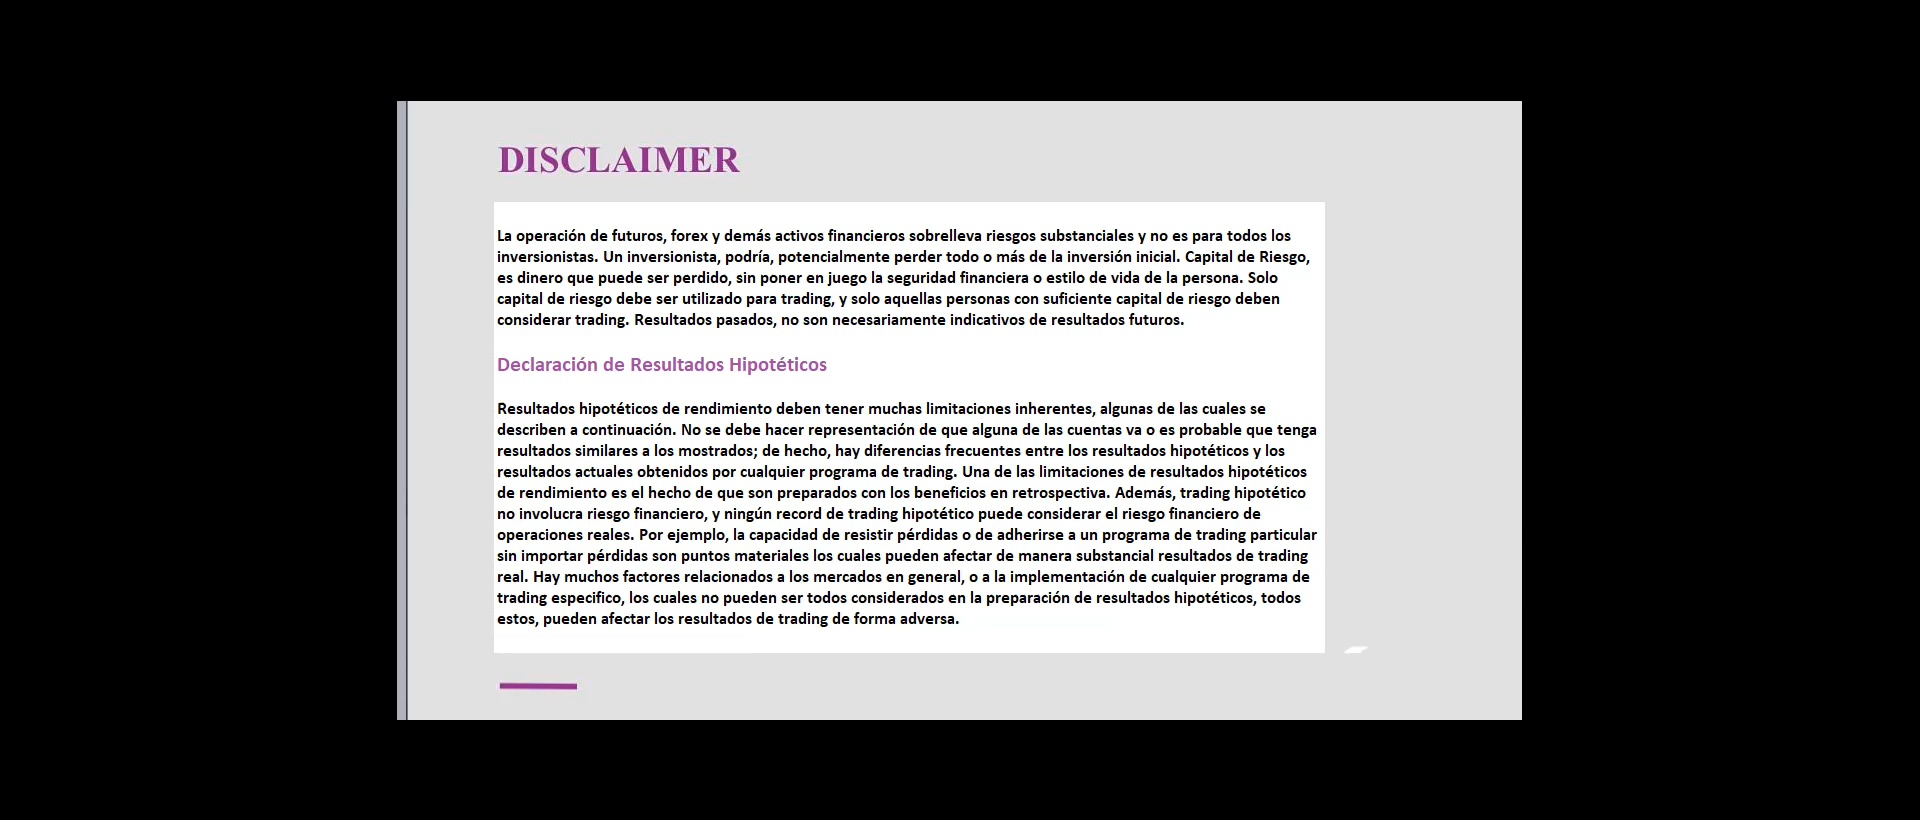 DISCLAIMER
La operación de futuros, forex y demás activos financieros sobrelleva riesgos substanciales y no es para todos los
inversionistas. Un inversionista, podría, potencialmente perder todo o más de la inversión inicial. Capital de Riesgo,
es dinero que puede ser perdido, sin poner en juego la seguridad financiera o estilo de vida de la persona. Solo
capital de riesgo debe ser utilizado para trading, y solo aquellas personas con suficiente capital de riesgo deben
considerar trading. Resultados pasados, no son necesariamente indicativos de resultados futuros.
Declaración de Resultados Hipotéticos
Resultados hipotéticos de rendimiento deben tener muchas limitaciones inherentes, algunas de las cuales se
describen a continuación. No se debe hacer representación de que alguna de las cuentas va o es probable que tenga
resultados similares a los mostrados; de hecho, hay diferencias frecuentes entre los resultados hipotéticos y los
resultados actuales obtenidos por cualquier programa de trading. Una de las limitaciones de resultados hipotéticos
de rendimiento es el hecho de que son preparados con los beneficios en retrospectiva. Además, trading hipotético
no involucra riesgo financiero, y ningún record de trading hipotético puede considerar el riesgo financiero de
operaciones reales. Por ejemplo, la capacidad de resistir pérdidas o de adherirse a un programa de trading particular
sin importar pérdidas son puntos materiales los cuales pueden afectar de manera substancial resultados de trading
real. Hay muchos factores relacionados a los mercados en general, o a la implementación de cualquier programa de
trading especifico, los cuales no pueden ser todos considerados en la preparación de resultados hipotéticos, todos
estos, pueden afectar los resultados de trading de forma adversa.